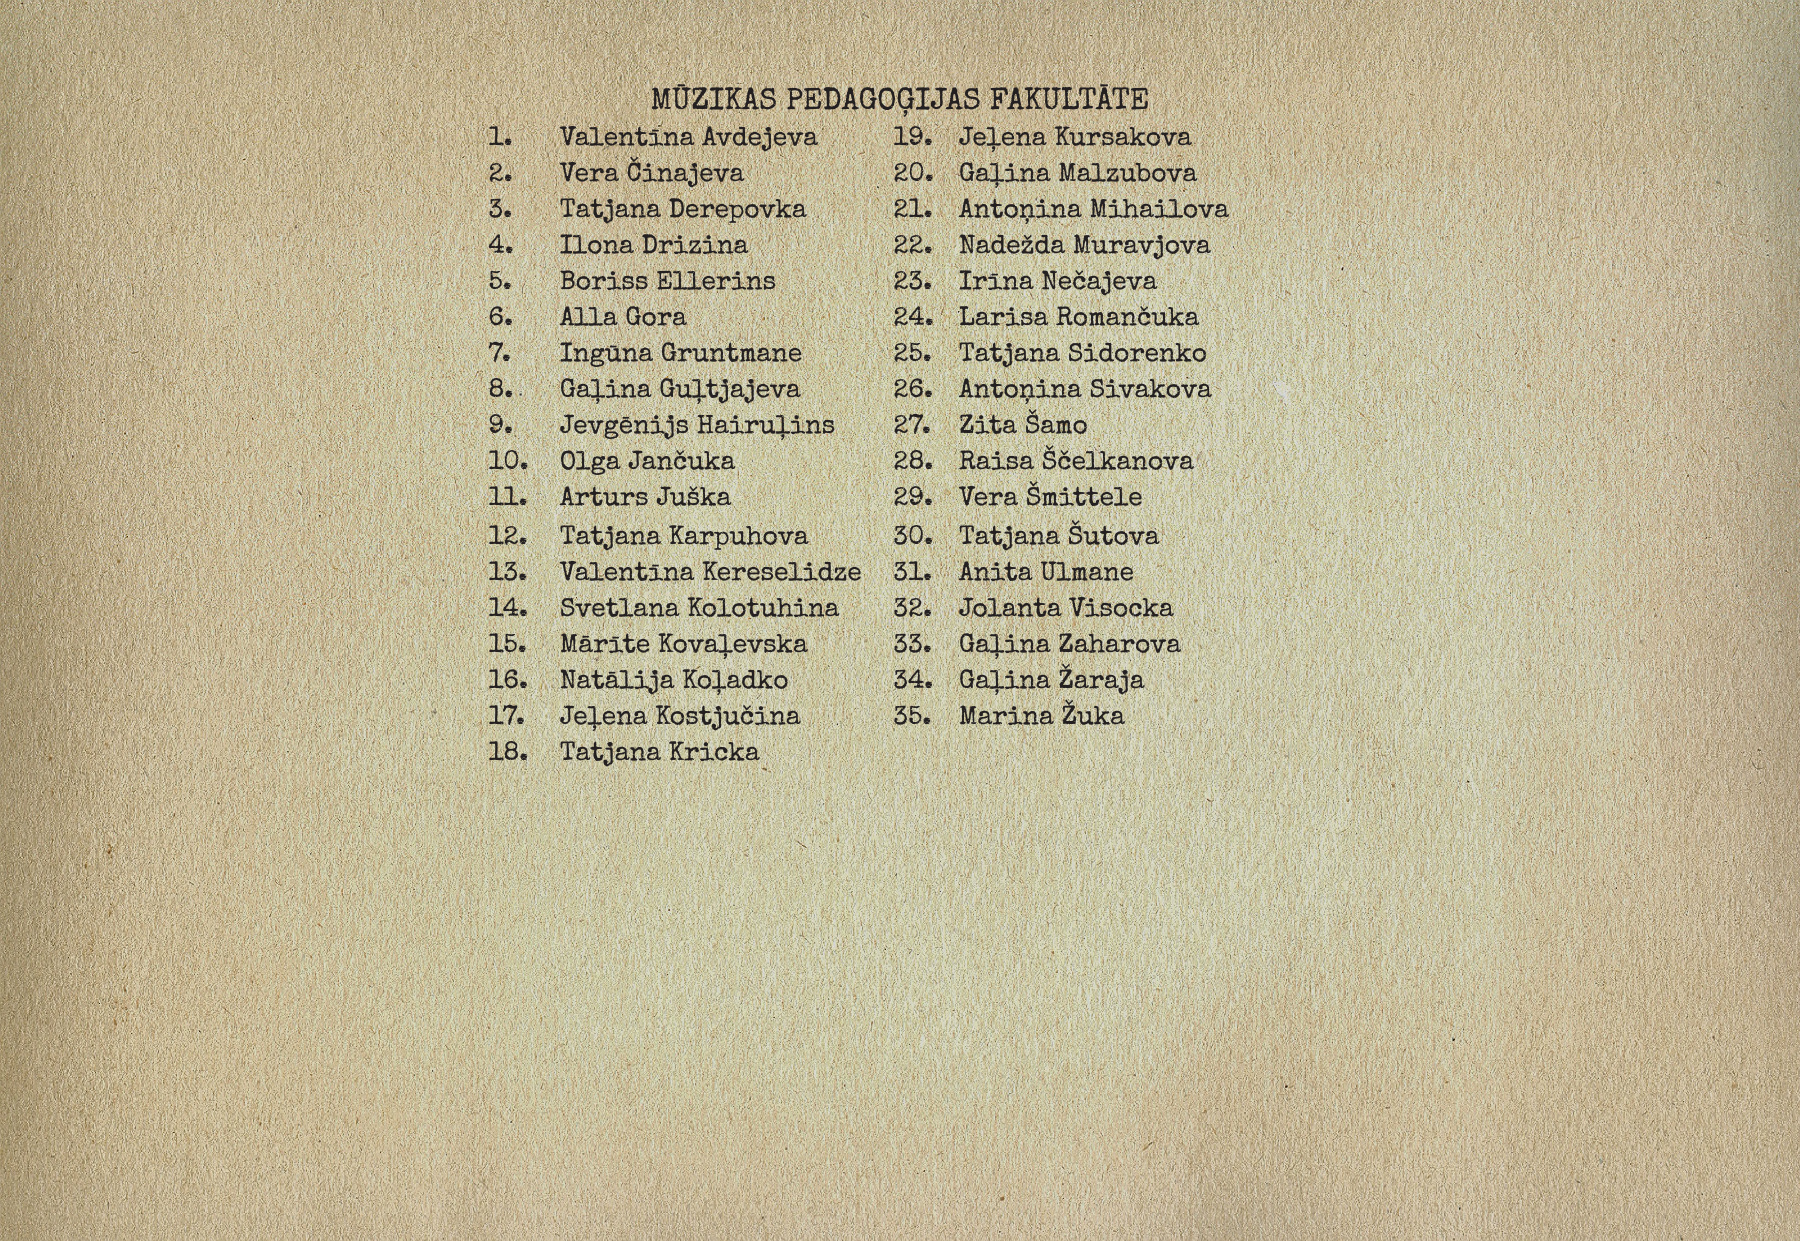 MŪZIKAS PEDAGOĢIJAS FAKULTĀTE
1. Valentīna Avdejeva
2. Vera Činajeva
3. Tatjana Derepovka
4. Ilona Drizina
5. Boriss Ellerins
6. Alla Gora
7. Ingūna Gruntmane
8. Gaļina Guļtjajeva
9. Jevgēnijs Hairuļins
10. Olga Jančuka
11. Arturs Juška
12. Tatjana Karpuhova
13. Valentīna Kereselidze
14. Svetlana Kolotuhina
15. Mārīte Kovaļevska
16. Natālija Koļadko
17. Jeļena Kostjučina
18. Tatjana Kricka
19. Jeļena Kursakova
20. Gaļina Malzubova
21. Antoņina Mihailova
22. Nadežda Muravjova
23. Irīna Nečajeva
24. Larisa Romančuka
25. Tatjana Sidorenko
26. Antoņina Sivakova
27. Zita Šamo
28. Raisa Ščelkanova
29. Vera Šmittele
30. Tatjana Šutova
31. Anita Ulmane
32. Jolanta Visocka
33. Gaļina Zaharova
34. Gaļina Žaraja
35. Marina Žuka